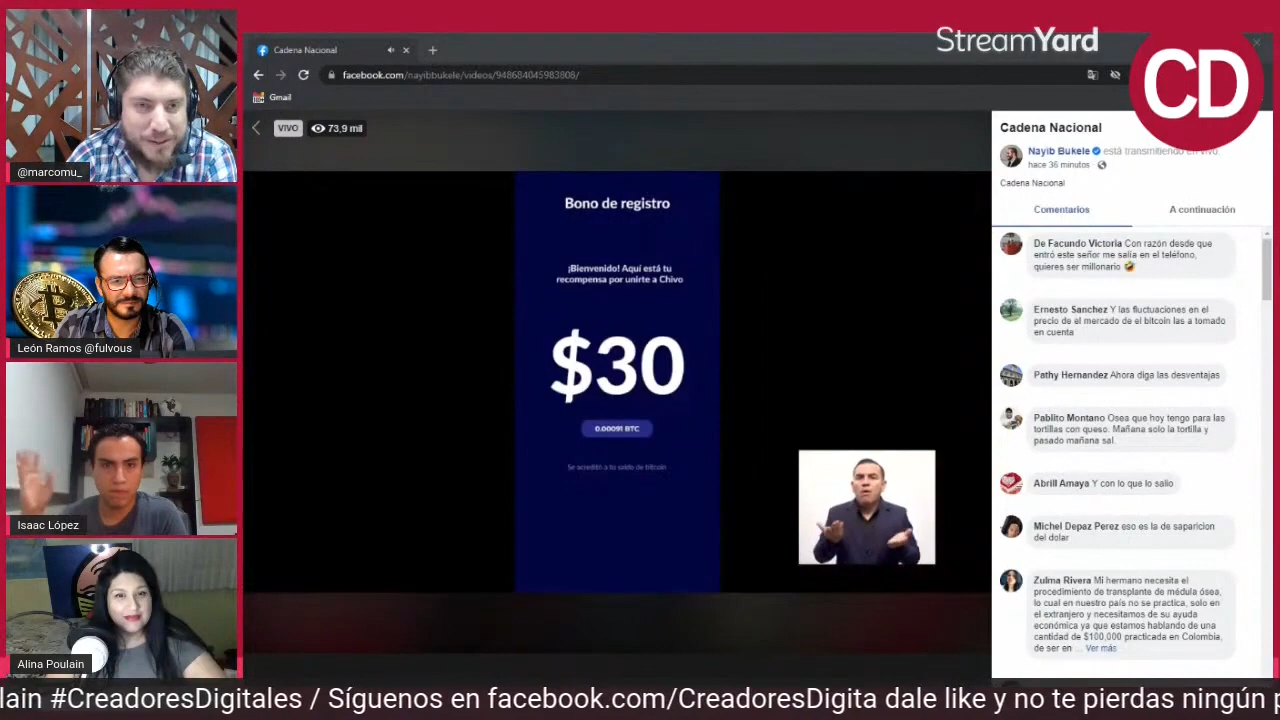 @marcomu_
León Ramos @fulvous
Isaac López
Alina Poulain
StreamYard
CD
Cadena Nacional
facebook.com/nayibbukele/videos/948684045983808/
Gmail
VIVO
73,9 mil
Bono de registro
¡Bienvenido! Aquí está tu
recompensa por unirte a Chivo
$30
0.00091 BTC
Se acreditó a tu saldo de bitcoin
Cadena Nacional
Nayib Bukele está transmitiendo en vivo.
hace 36 minutos
Cadena Nacional
Comentarios
A continuación
De Facundo Victoria Con razón desde que
entró este señor me salía en el teléfono,
quieres ser millonario
Ernesto Sanchez Y las fluctuaciones en el
precio de el mercado de el bitcoin las a tomado
en cuenta
Pathy Hernandez Ahora diga las desventajas
Pablito Montano Osea que hoy tengo para las
tortillas con queso. Mañana solo la tortilla y
pasado mañana sal.
Abrill Amaya Y con lo que lo salio
Michel Depaz Perez eso es la de saparicion
del dolar
Zulma Rivera Mi hermano necesita el
procedimiento de transplante de médula ósea,
lo cual en nuestro país no se practica, solo en
el extranjero y necesitamos de su ayuda
económica ya que estamos hablando de una
cantidad de $100,000 practicada en Colombia,
de ser en ... Ver más
lain #CreadoresDigitales / Síguenos en facebook.com/CreadoresDigita dale like y no te pierdas ningún p